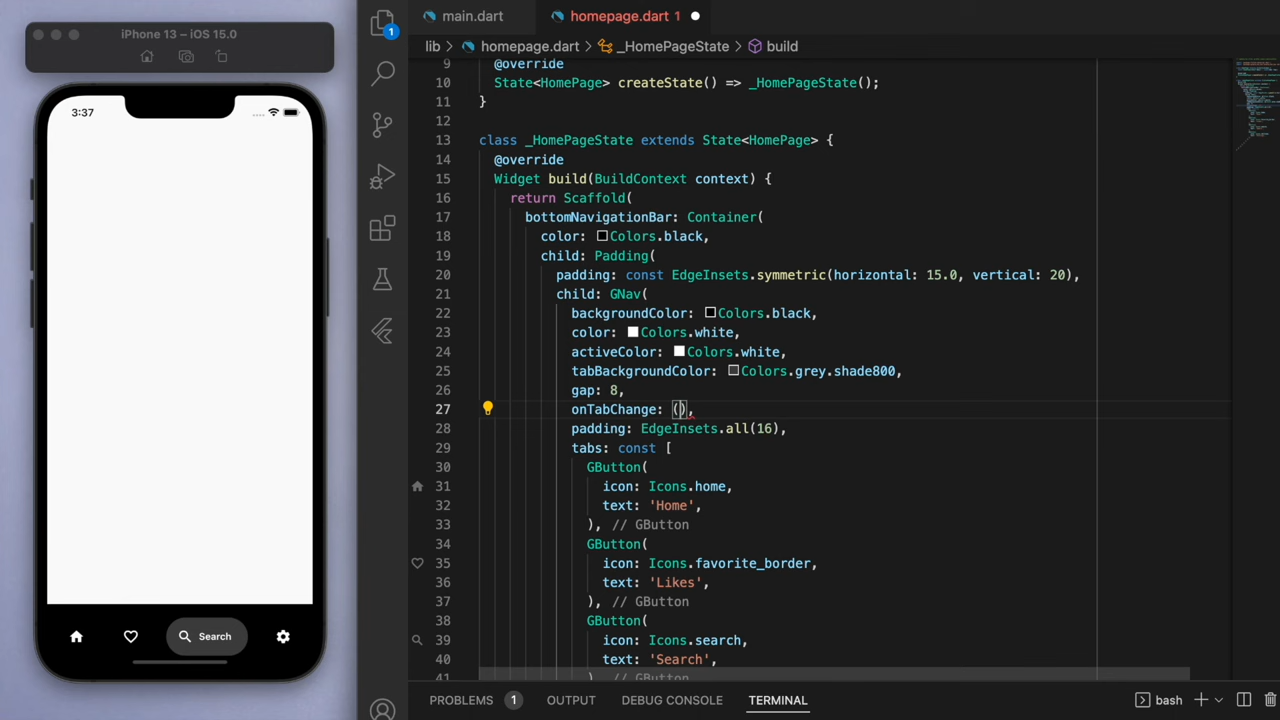 iPhone 13 – iOS 15.0
3:37
Search
1
main.dart
homepage.dart 1
lib > homepage.dart > _HomePageState > build
9 @override
10 State<HomePage> createState() => _HomePageState();
11 }
12
13 class _HomePageState extends State<HomePage> {
14 @override
15 Widget build(BuildContext context) {
16 return Scaffold(
17 bottomNavigationBar: Container(
18 color: Colors.black,
19 child: Padding(
20 padding: const EdgeInsets.symmetric(horizontal: 15.0, vertical: 20),
21 child: GNav(
22 backgroundColor: Colors.black,
23 color: Colors.white,
24 activeColor: Colors.white,
25 tabBackgroundColor: Colors.grey.shade800,
26 gap: 8,
27 onTabChange: (),
28 padding: EdgeInsets.all(16),
29 tabs: const [
30 GButton(
31 icon: Icons.home,
32 text: 'Home',
33 ), // GButton
34 GButton(
35 icon: Icons.favorite_border,
36 text: 'Likes',
37 ), // GButton
38 GButton(
39 icon: Icons.search,
40 text: 'Search',
41 ), // GButton
PROBLEMS 1 OUTPUT DEBUG CONSOLE TERMINAL bash